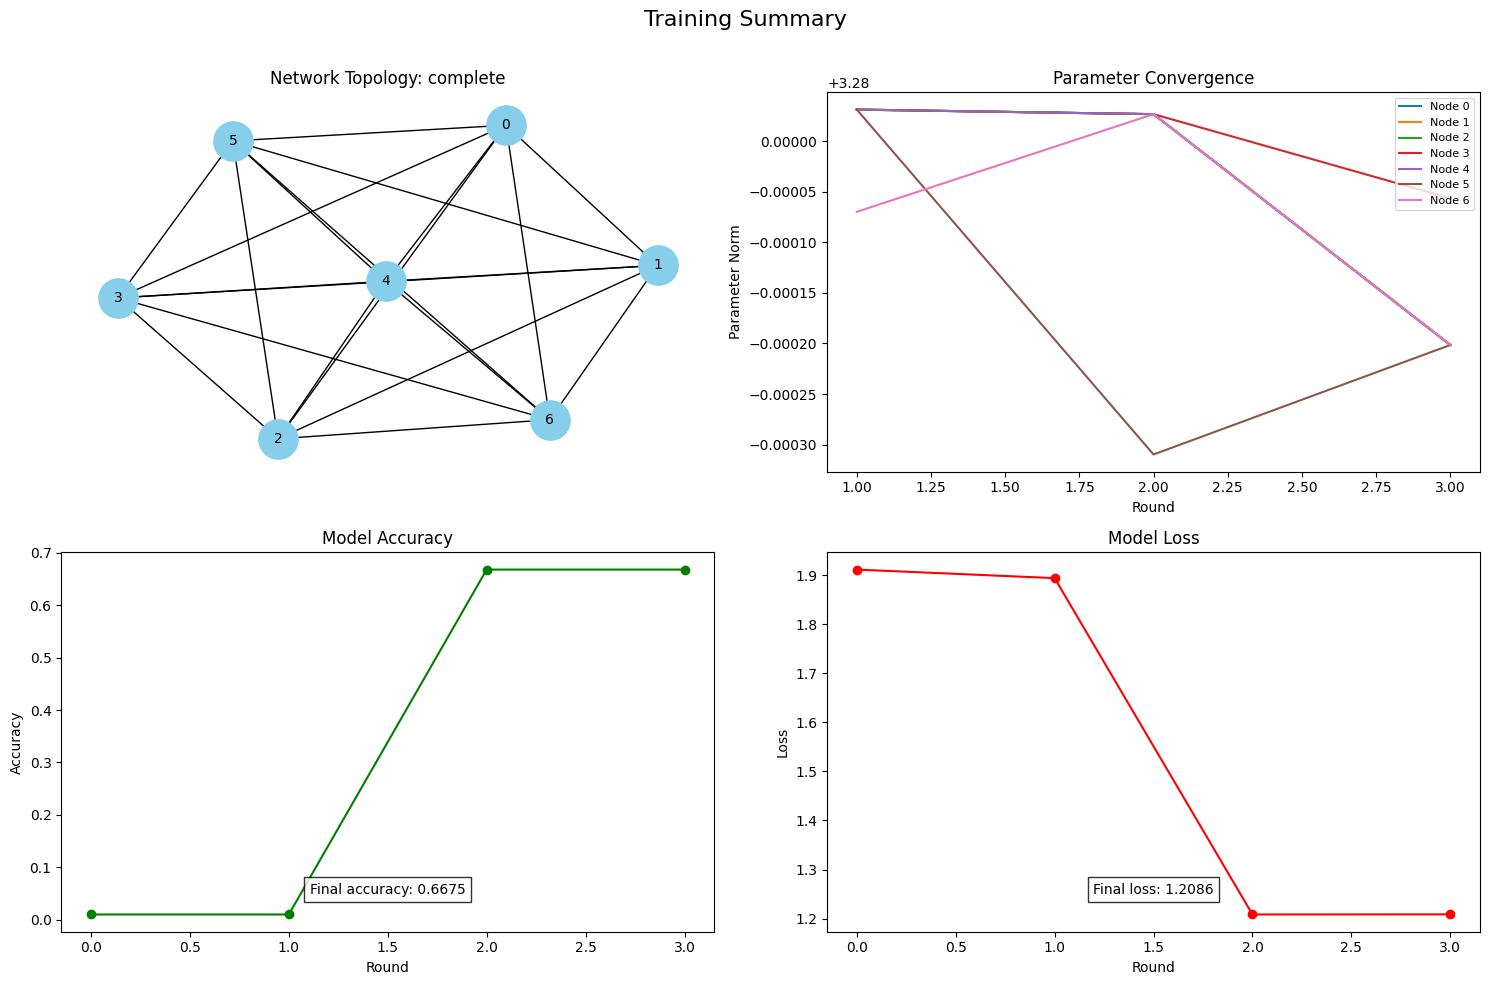 Training Summary
Network Topology: complete
5
0
1
4
3
6
2
Parameter Convergence
+3.28
Parameter Norm
0.00000
−0.00005
−0.00010
−0.00015
−0.00020
−0.00025
−0.00030
Node 0
Node 1
Node 2
Node 3
Node 4
Node 5
Node 6
1.00 1.25 1.50 1.75 2.00 2.25 2.50 2.75 3.00
Round
Model Accuracy
Accuracy
0.7
0.6
0.5
0.4
0.3
0.2
0.1
0.0
Final accuracy: 0.6675
0.0 0.5 1.0 1.5 2.0 2.5 3.0
Round
Model Loss
Loss
1.9
1.8
1.7
1.6
1.5
1.4
1.3
1.2
Final loss: 1.2086
0.0 0.5 1.0 1.5 2.0 2.5 3.0
Round